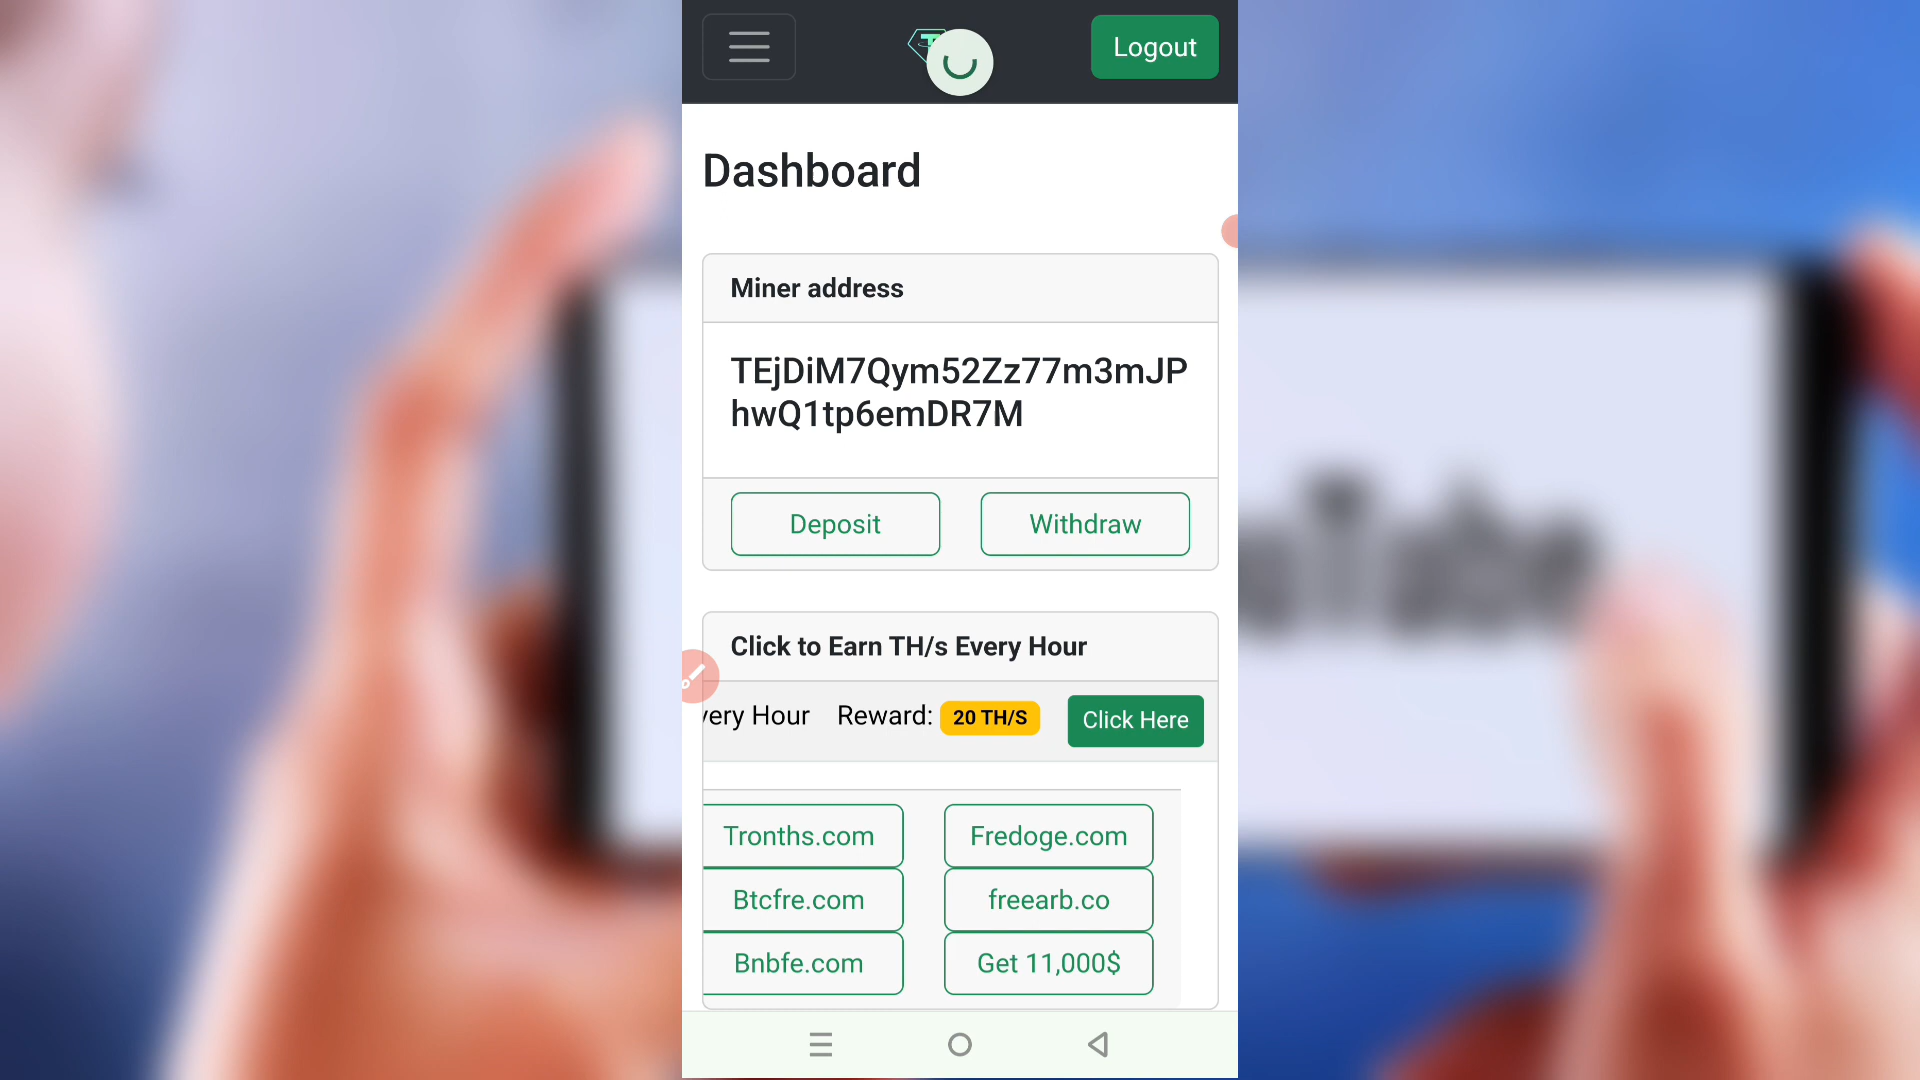 Logout
Dashboard
Miner address
TEjDiM7Qym52Zz77m3mJP
hwQ1tp6emDR7M
Deposit Withdraw
Click to Earn TH/s Every Hour
very Hour Reward: 20 TH/S Click Here
Tronths.com Fredoge.com
Btcfre.com freearb.co
Bnbfe.com Get 11,000$